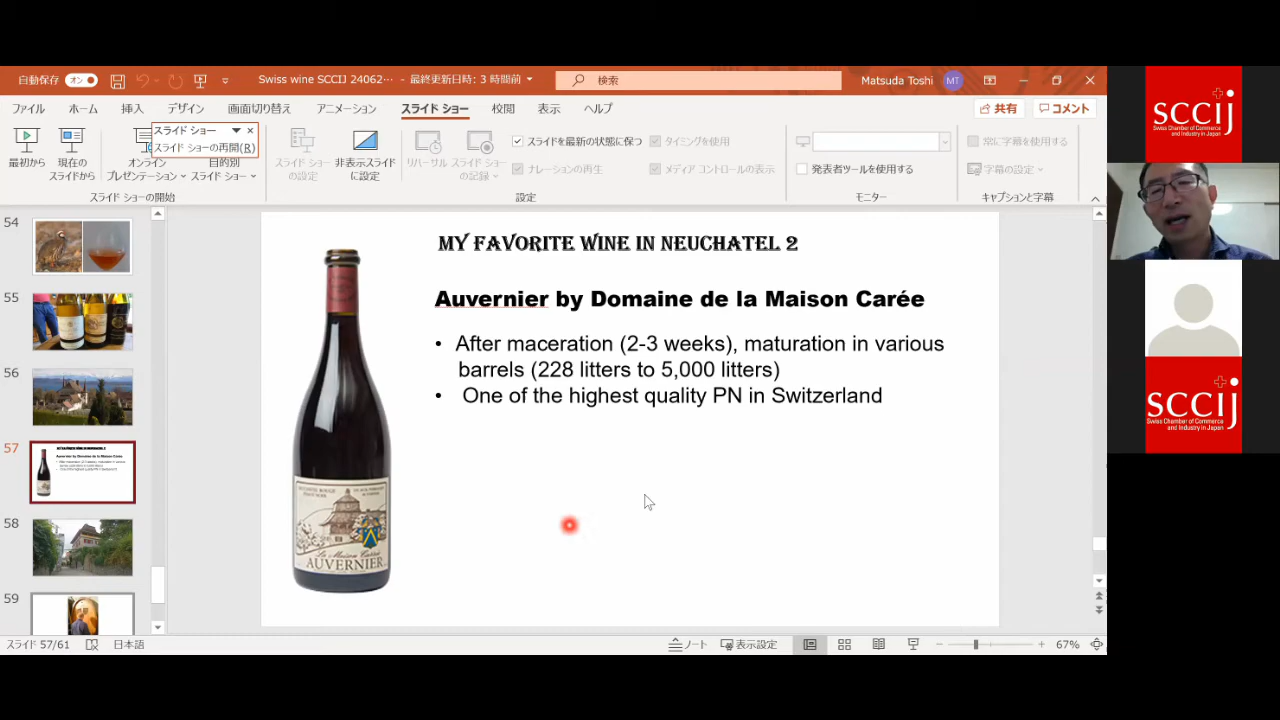 自動保存 オン
Swiss wine SCCIJ 24062… - 最終更新日時: 3 時間前
検索
Matsuda Toshi MT
ファイル ホーム 挿入 デザイン 画面切り替え アニメーション スライド ショー 校閲 表示 ヘルプ
共有 コメント
スライド ショー
スライド ショーの再開(R)
最初から
現在の
スライドから
オンライン
プレゼンテーション
目的別
スライド ショー
スライド ショーの開始
スライド ショー
の設定
非表示スライド
に設定
リハーサル
スライド ショー
の記録
スライドを最新の状態に保つ
ナレーションの再生
タイミングを使用
メディア コントロールの表示
設定
発表者ツールを使用する
モニター
常に字幕を使用する
字幕の設定
キャプションと字幕
54
55
56
57
58
59
MY FAVORITE WINE IN NEUCHATEL 2
Auvernier by Domaine de la Maison Carée
• After maceration (2-3 weeks), maturation in various
barrels (228 litters to 5,000 litters)
• One of the highest quality PN in Switzerland
La Maison Carrée
AUVERNIER
スライド 57/61 日本語
ノート 表示設定 67%
SCCIJ
Swiss Chamber of Commerce
and Industry in Japan
SCCIJ
Swiss Chamber of Commerce
and Industry in Japan